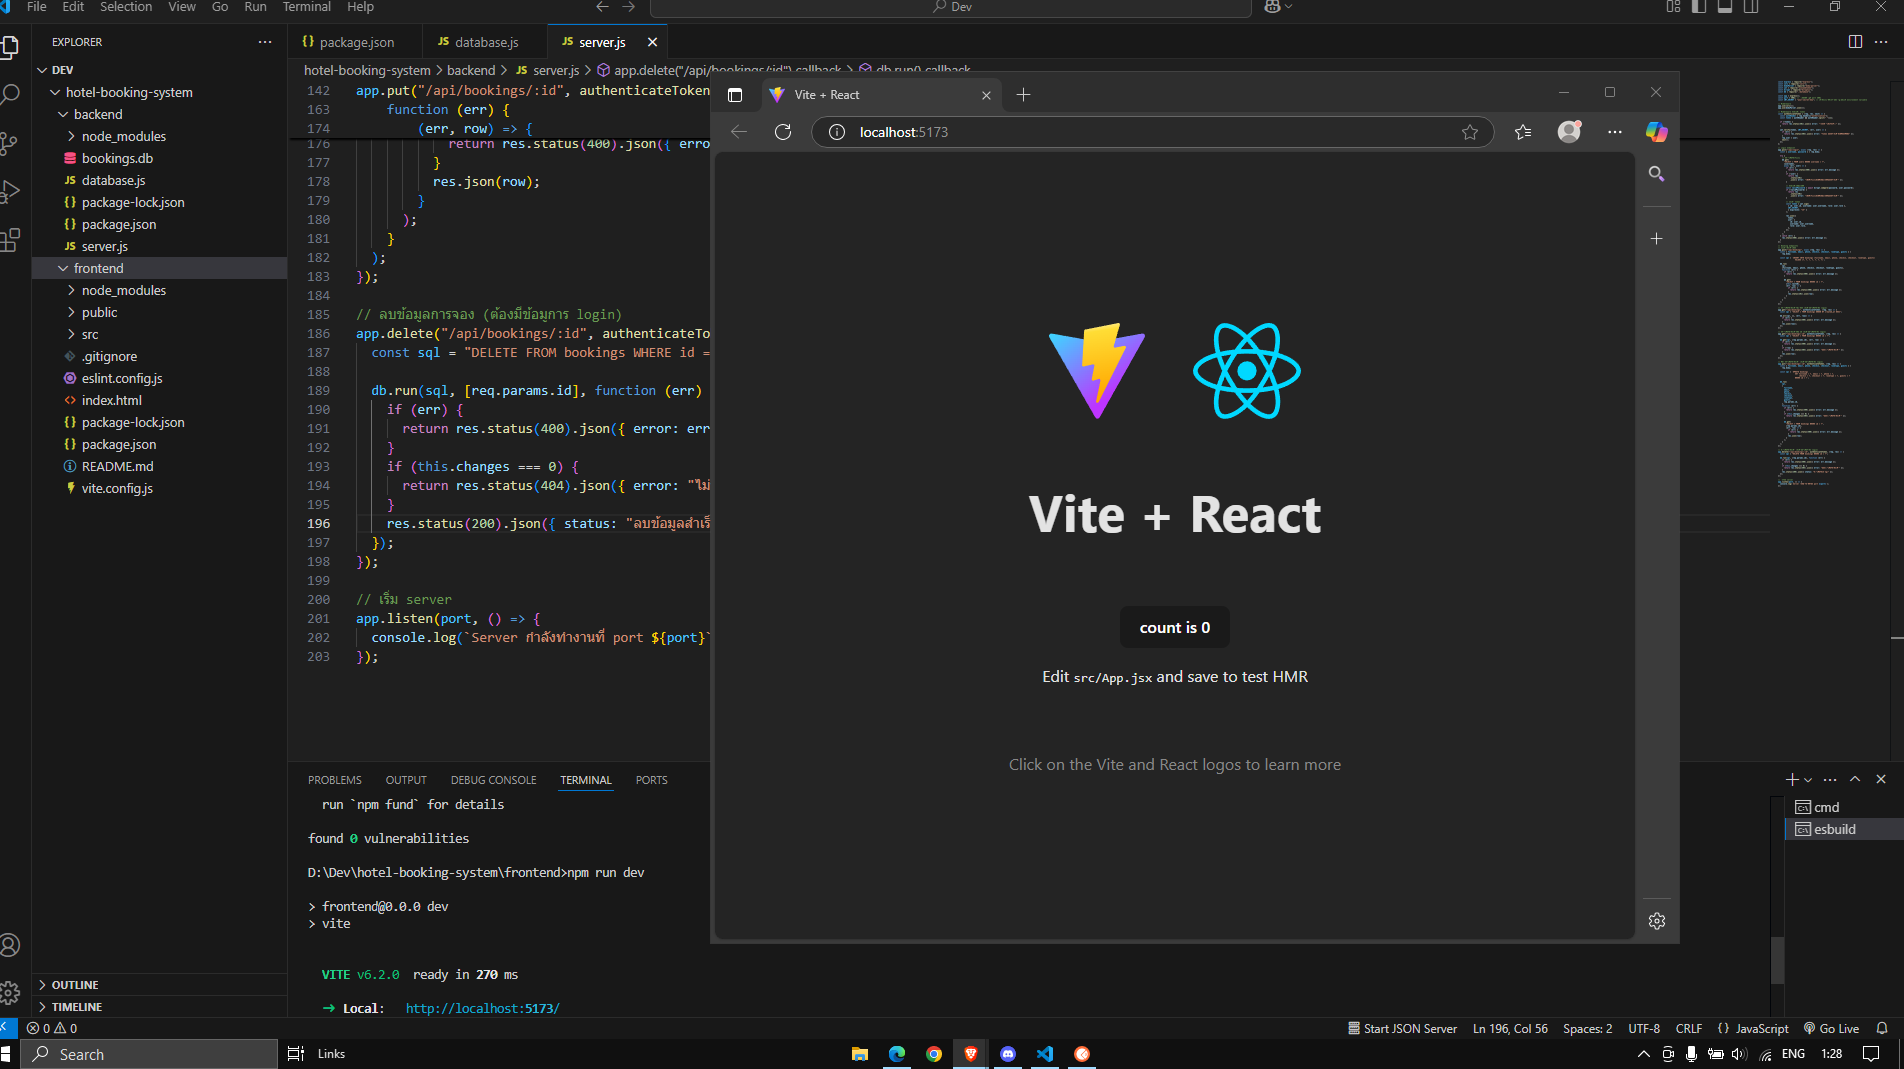 File Edit Selection View Go Run Terminal Help
Dev
EXPLORER
DEV
hotel-booking-system
backend
node_modules
bookings.db
database.js
package-lock.json
package.json
server.js
frontend
node_modules
public
src
.gitignore
eslint.config.js
index.html
package-lock.json
package.json
README.md
vite.config.js
OUTLINE
TIMELINE
package.json database.js server.js
hotel-booking-system > backend > JS server.js > app.delete("/api/bookings/:id") callback > db.run() callback
142 app.put("/api/bookings/:id", authenticateToken
163 function (err) {
174 (err, row) => {
176 return res.status(400).json({ erro
177 }
178 res.json(row);
179 }
180 );
181 }
182 );
183 });
184
185 // ลบข้อมูลการจอง (ต้องมีข้อมูการ login)
186 app.delete("/api/bookings/:id", authenticateTo
187 const sql = "DELETE FROM bookings WHERE id =
188
189 db.run(sql, [req.params.id], function (err)
190 if (err) {
191 return res.status(400).json({ error: err
192 }
193 if (this.changes === 0) {
194 return res.status(404).json({ error: "ไม่
195 }
196 res.status(200).json({ status: "ลบข้อมูลสำเร็
197 });
198 });
199
200 // เริ่ม server
201 app.listen(port, () => {
202 console.log(`Server กำลังทำงานที่ port ${port}`
203 });
Vite + React
localhost:5173
Vite + React
count is 0
Edit src/App.jsx and save to test HMR
Click on the Vite and React logos to learn more
PROBLEMS OUTPUT DEBUG CONSOLE TERMINAL PORTS
run `npm fund` for details
found 0 vulnerabilities
D:\Dev\hotel-booking-system\frontend>npm run dev
> frontend@0.0.0 dev
> vite
VITE v6.2.0 ready in 270 ms
➜ Local: http://localhost:5173/
cmd
esbuild
0 0
Start JSON Server Ln 196, Col 56 Spaces: 2 UTF-8 CRLF {} JavaScript Go Live
Search
Links
ENG 1:28